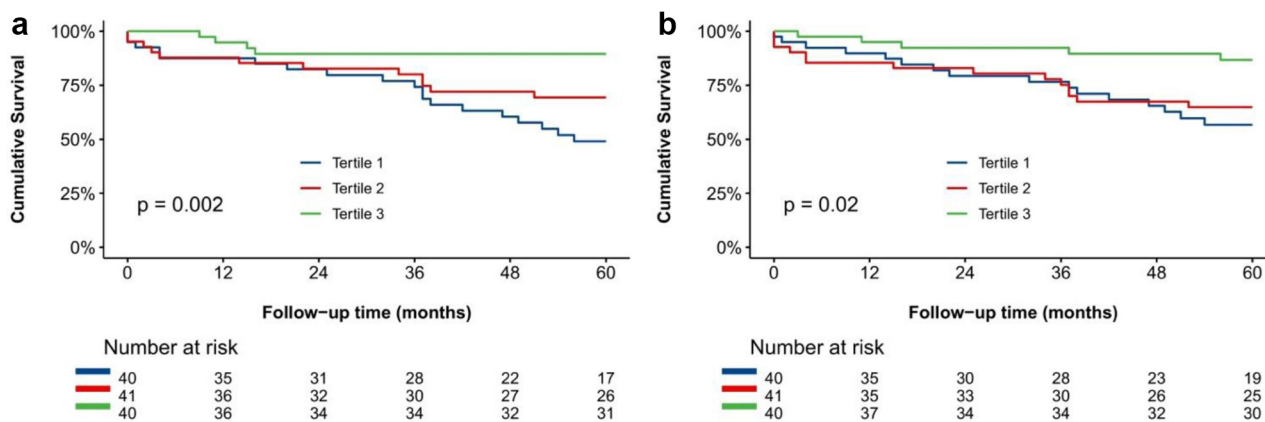 a
Cumulative Survival
100%
75%
50%
25%
0%
Tertile 1
Tertile 2
Tertile 3
p = 0.002
0 12 24 36 48 60
Follow−up time (months)
Number at risk
40 35 31 28 22 17
41 36 32 30 27 26
40 36 34 34 32 31
b
Cumulative Survival
100%
75%
50%
25%
0%
Tertile 1
Tertile 2
Tertile 3
p = 0.02
0 12 24 36 48 60
Follow−up time (months)
Number at risk
40 35 30 28 23 19
41 35 33 30 26 25
40 37 34 34 32 30